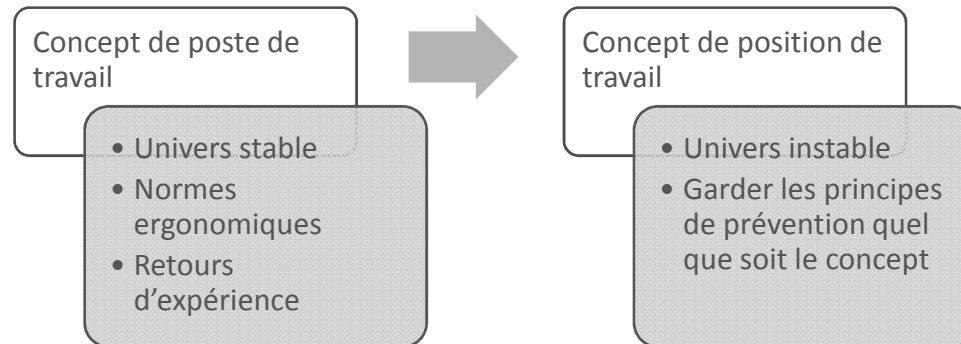 Concept de poste de
travail
• Univers stable
• Normes
ergonomiques
• Retours
d’expérience
Concept de position de
travail
• Univers instable
• Garder les principes
de prévention quel
que soit le concept